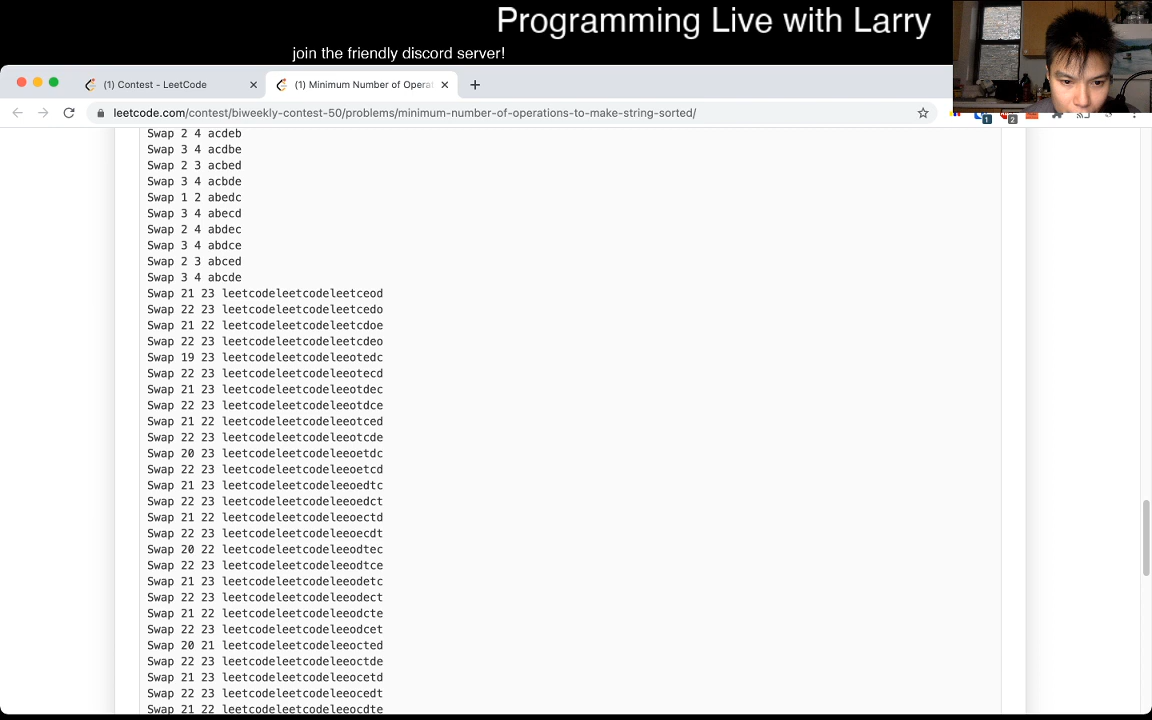 Programming Live with Larry
join the friendly discord server!
(1) Contest - LeetCode
(1) Minimum Number of Opera
leetcode.com/contest/biweekly-contest-50/problems/minimum-number-of-operations-to-make-string-sorted/
1
2
Swap 2 4 acdeb
Swap 3 4 acdbe
Swap 2 3 acbed
Swap 3 4 acbde
Swap 1 2 abedc
Swap 3 4 abecd
Swap 2 4 abdec
Swap 3 4 abdce
Swap 2 3 abced
Swap 3 4 abcde
Swap 21 23 leetcodeleetcodeleetceod
Swap 22 23 leetcodeleetcodeleetcedo
Swap 21 22 leetcodeleetcodeleetcdoe
Swap 22 23 leetcodeleetcodeleetcdeo
Swap 19 23 leetcodeleetcodeleeotedc
Swap 22 23 leetcodeleetcodeleeotecd
Swap 21 23 leetcodeleetcodeleeotdec
Swap 22 23 leetcodeleetcodeleeotdce
Swap 21 22 leetcodeleetcodeleeotced
Swap 22 23 leetcodeleetcodeleeotcde
Swap 20 23 leetcodeleetcodeleeoetdc
Swap 22 23 leetcodeleetcodeleeoetcd
Swap 21 23 leetcodeleetcodeleeoedtc
Swap 22 23 leetcodeleetcodeleeoedct
Swap 21 22 leetcodeleetcodeleeoectd
Swap 22 23 leetcodeleetcodeleeoecdt
Swap 20 22 leetcodeleetcodeleeodtec
Swap 22 23 leetcodeleetcodeleeodtce
Swap 21 23 leetcodeleetcodeleeodetc
Swap 22 23 leetcodeleetcodeleeodect
Swap 21 22 leetcodeleetcodeleeodcte
Swap 22 23 leetcodeleetcodeleeodcet
Swap 20 21 leetcodeleetcodeleeocted
Swap 22 23 leetcodeleetcodeleeoctde
Swap 21 23 leetcodeleetcodeleeocetd
Swap 22 23 leetcodeleetcodeleeocedt
Swap 21 22 leetcodeleetcodeleeocdte